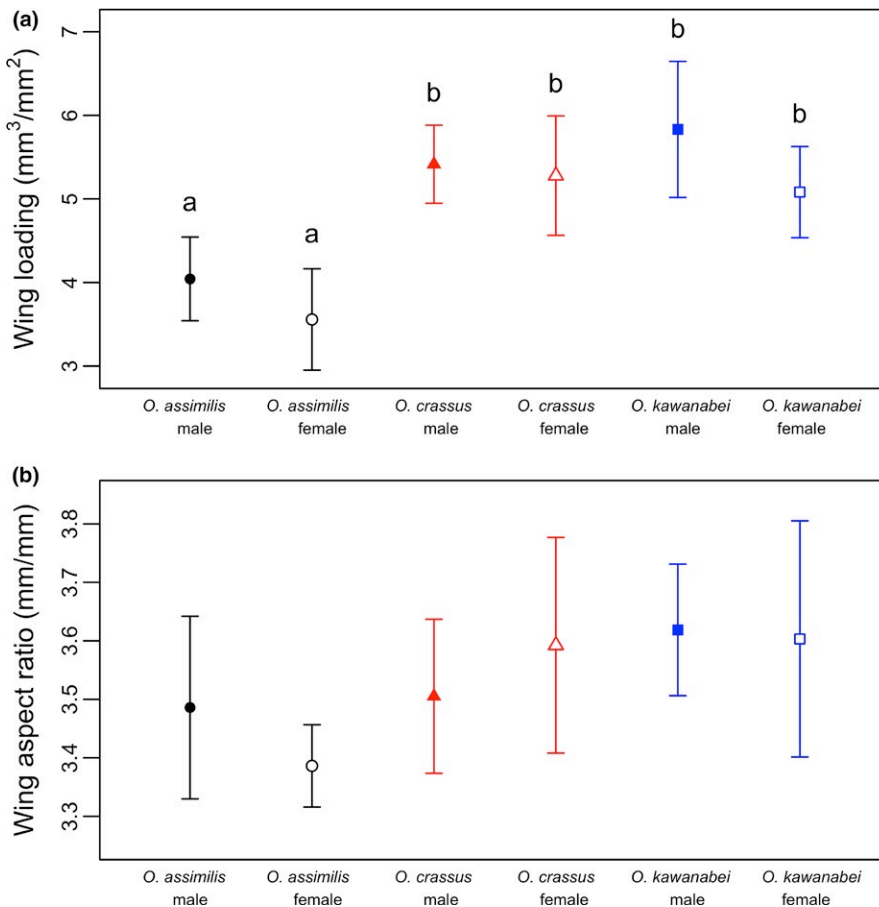 (a)
Wing loading (mm³/mm²)
7
6
5
4
3
a
a
b
b
b
b
O. assimilis
male
O. assimilis
female
O. crassus
male
O. crassus
female
O. kawanabei
male
O. kawanabei
female
(b)
Wing aspect ratio (mm/mm)
3.8
3.7
3.6
3.5
3.4
3.3
O. assimilis
male
O. assimilis
female
O. crassus
male
O. crassus
female
O. kawanabei
male
O. kawanabei
female